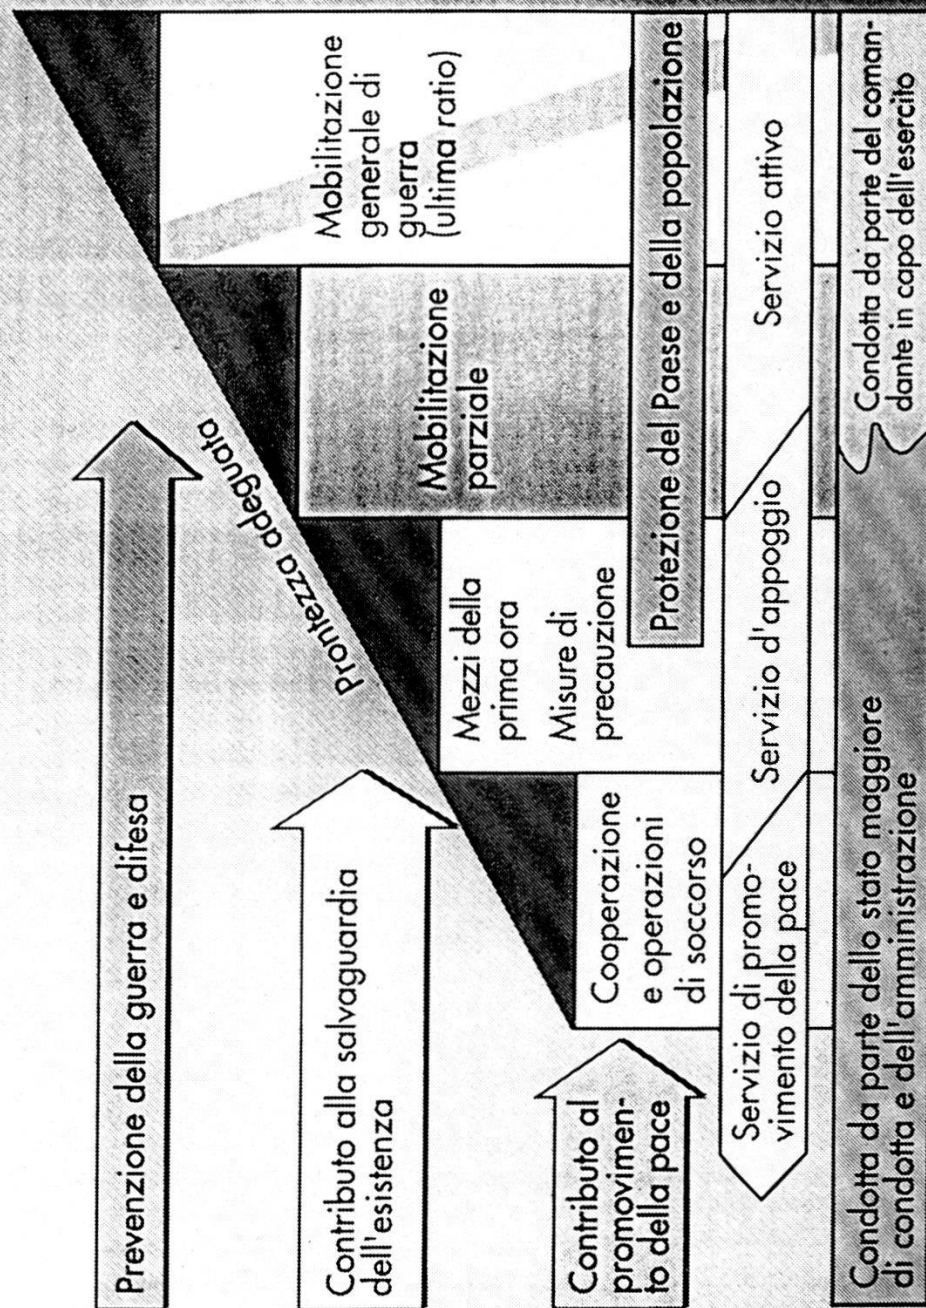 Prevenzione della guerra e difesa
Contributo alla salvaguardia
dell'esistenza
Contributo al
promovimen-
to della pace
Prontezza adeguata
Cooperazione
e operazioni
di soccorso
Mezzi della
prima ora
Misure di
precauzione
Mobilitazione
parziale
Mobilitazione
generale di
guerra
(ultima ratio)
Protezione del Paese e della popolazione
Servizio di promo-
vimento della pace
Servizio d'appoggio
Servizio attivo
Condotta da parte dello stato maggiore
di condotta e dell'amministrazione
Condotta da parte del coman-
dante in capo dell'esercito